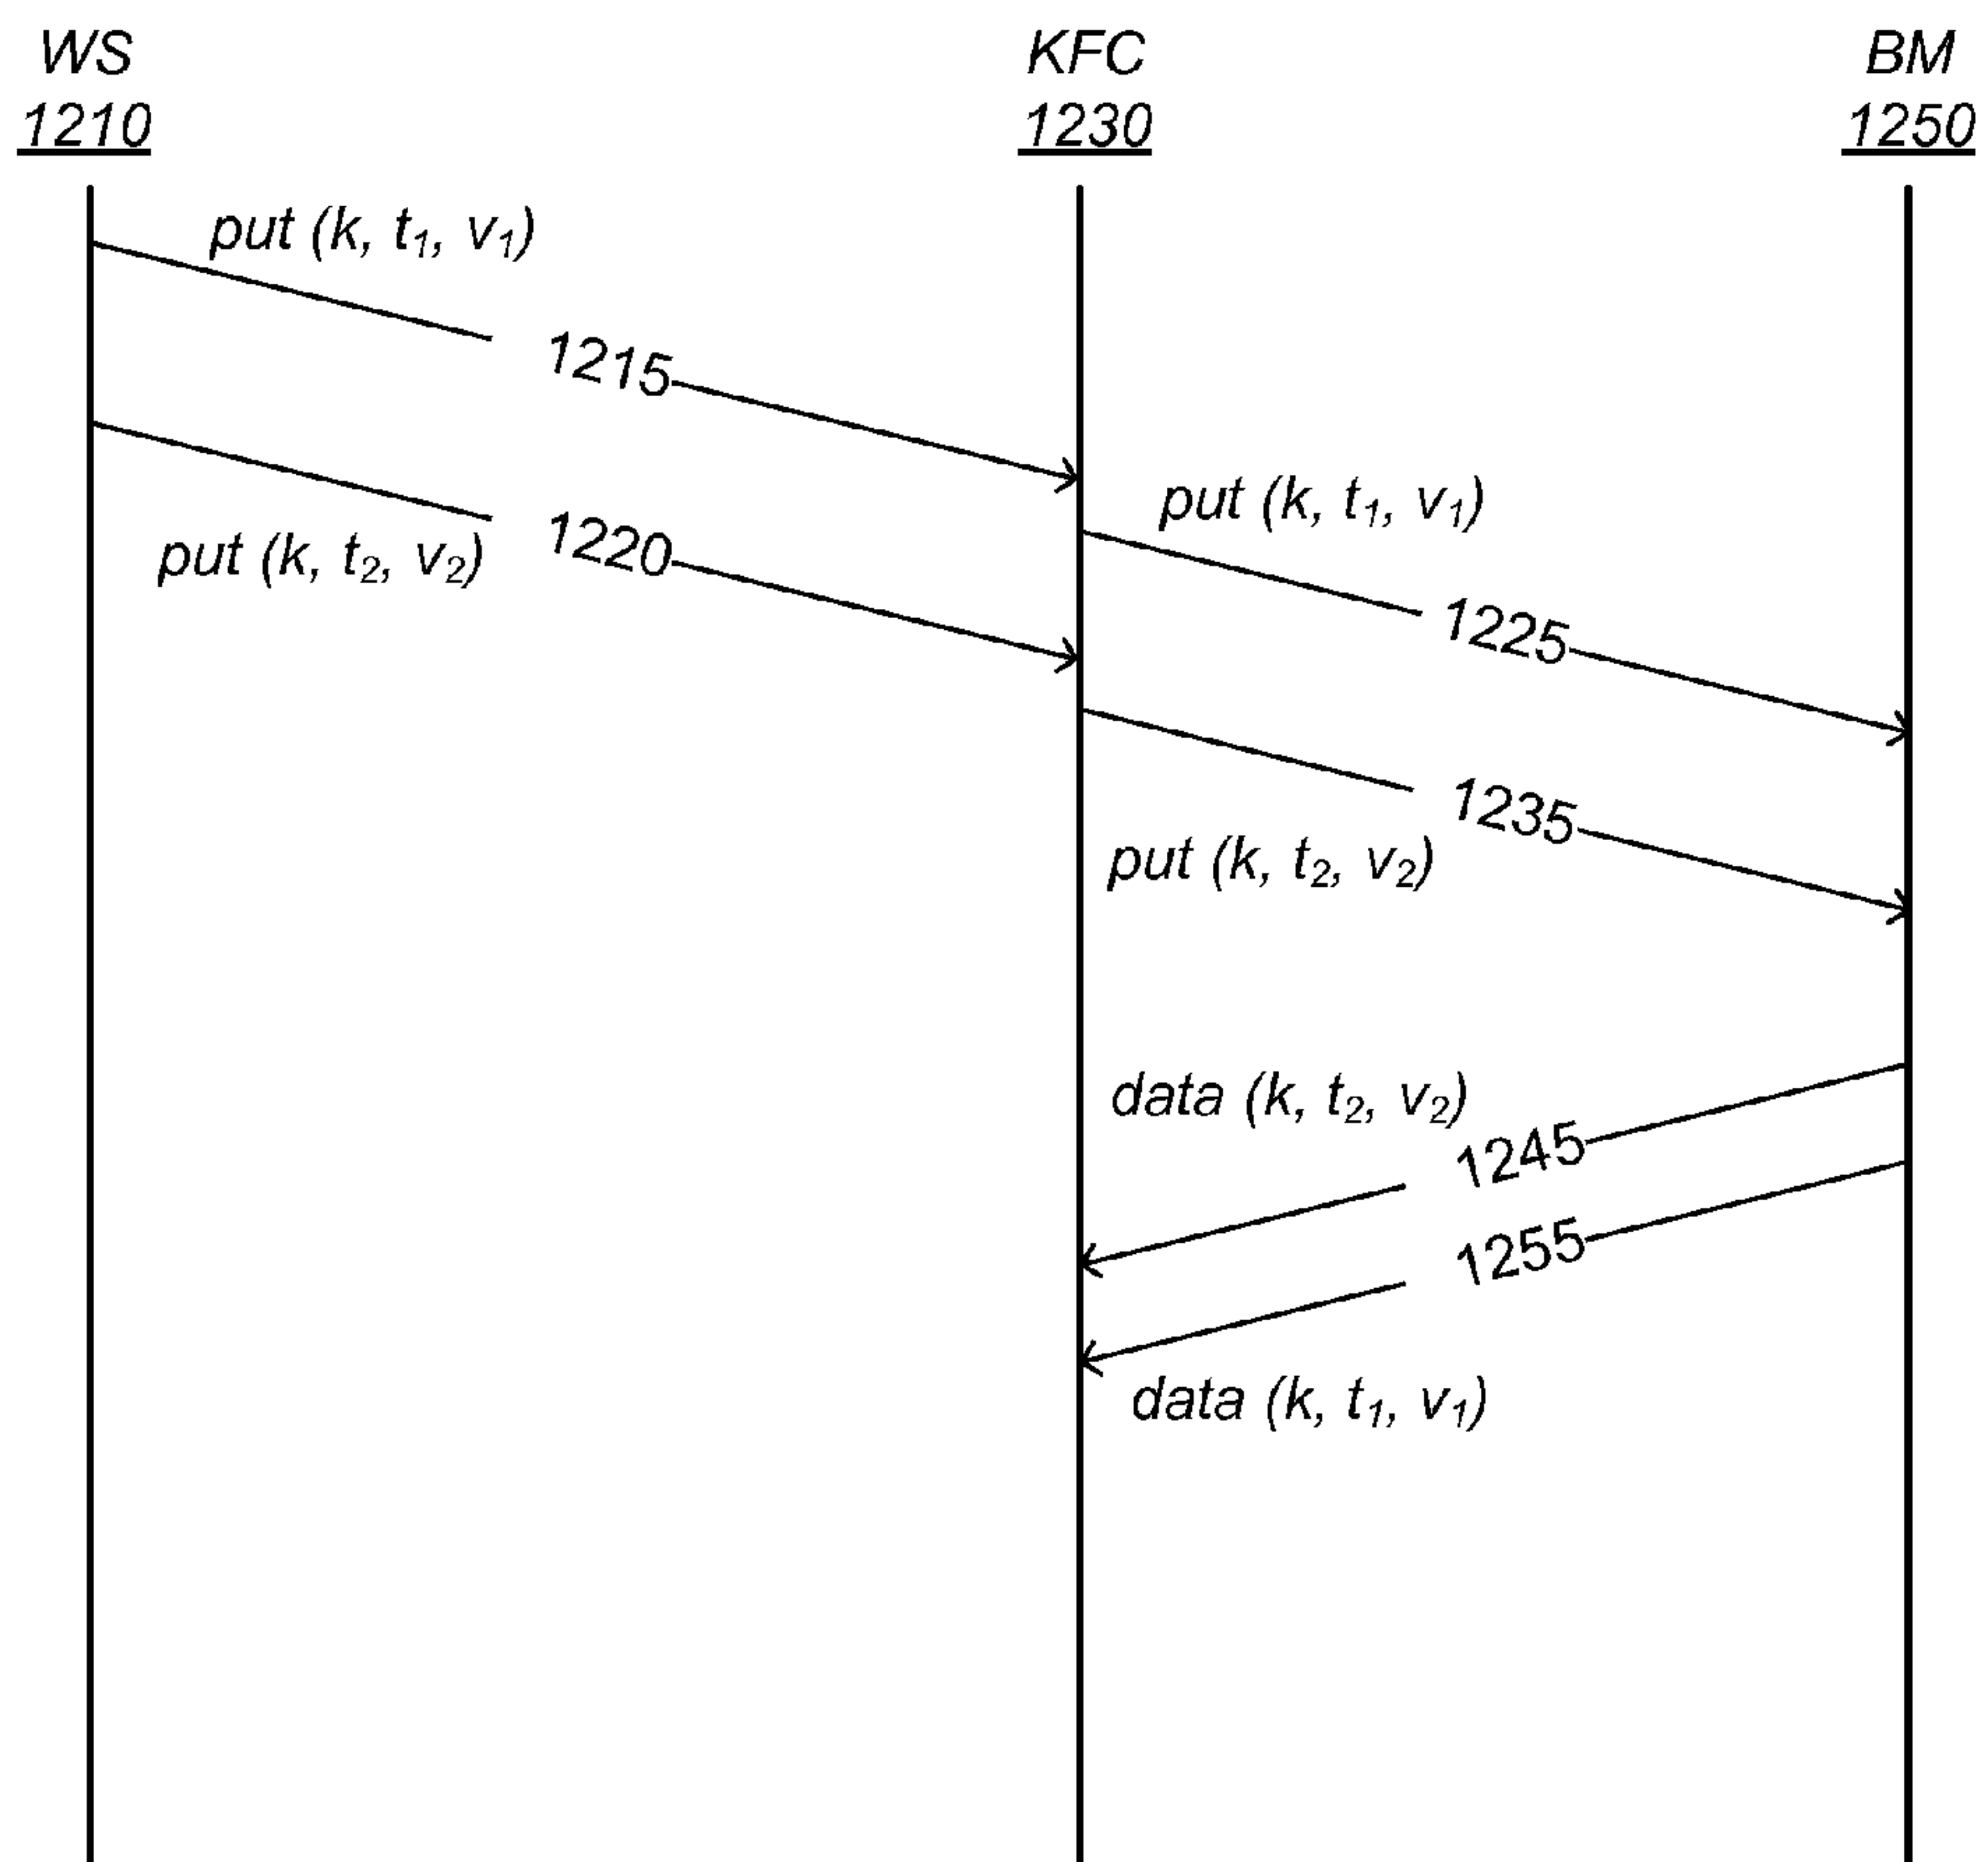 WS
1210
KFC
1230
BM
1250
put (k, t₁, v₁)
1215
put (k, t₂, v₂)
1220
put (k, t₁, v₁)
1225
1235
put (k, t₂, v₂)
data (k, t₂, v₂)
1245
1255
data (k, t₁, v₁)